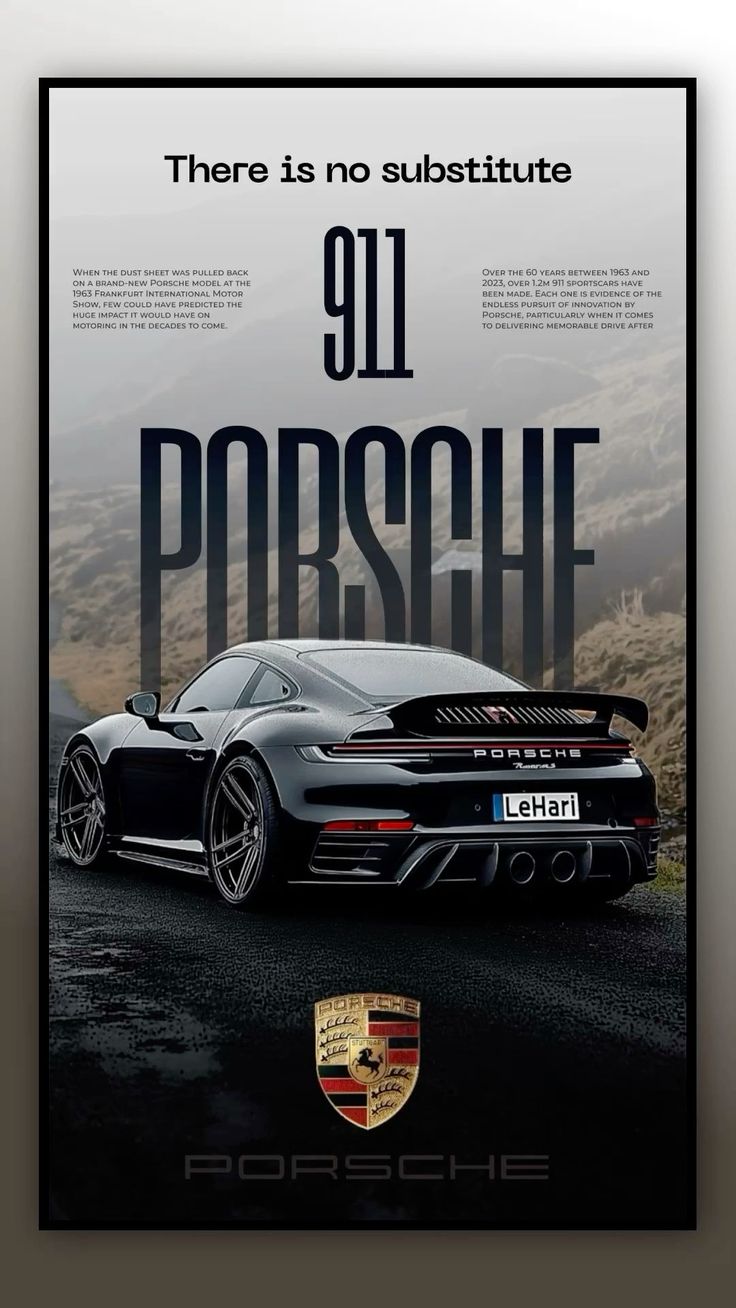 There is no substitute
911
When the dust sheet was pulled back
on a brand-new Porsche model at the
1963 Frankfurt International Motor
Show, few could have predicted the
huge impact it would have on
motoring in the decades to come.
Over the 60 years between 1963 and
2023, over 1.2m 911 sportscars have
been made. Each one is evidence of the
endless pursuit of innovation by
Porsche, particularly when it comes
to delivering memorable drive after
PORSCHE
PORSCHE
LeHari
PORSCHE
STUTTGART
PORSCHE